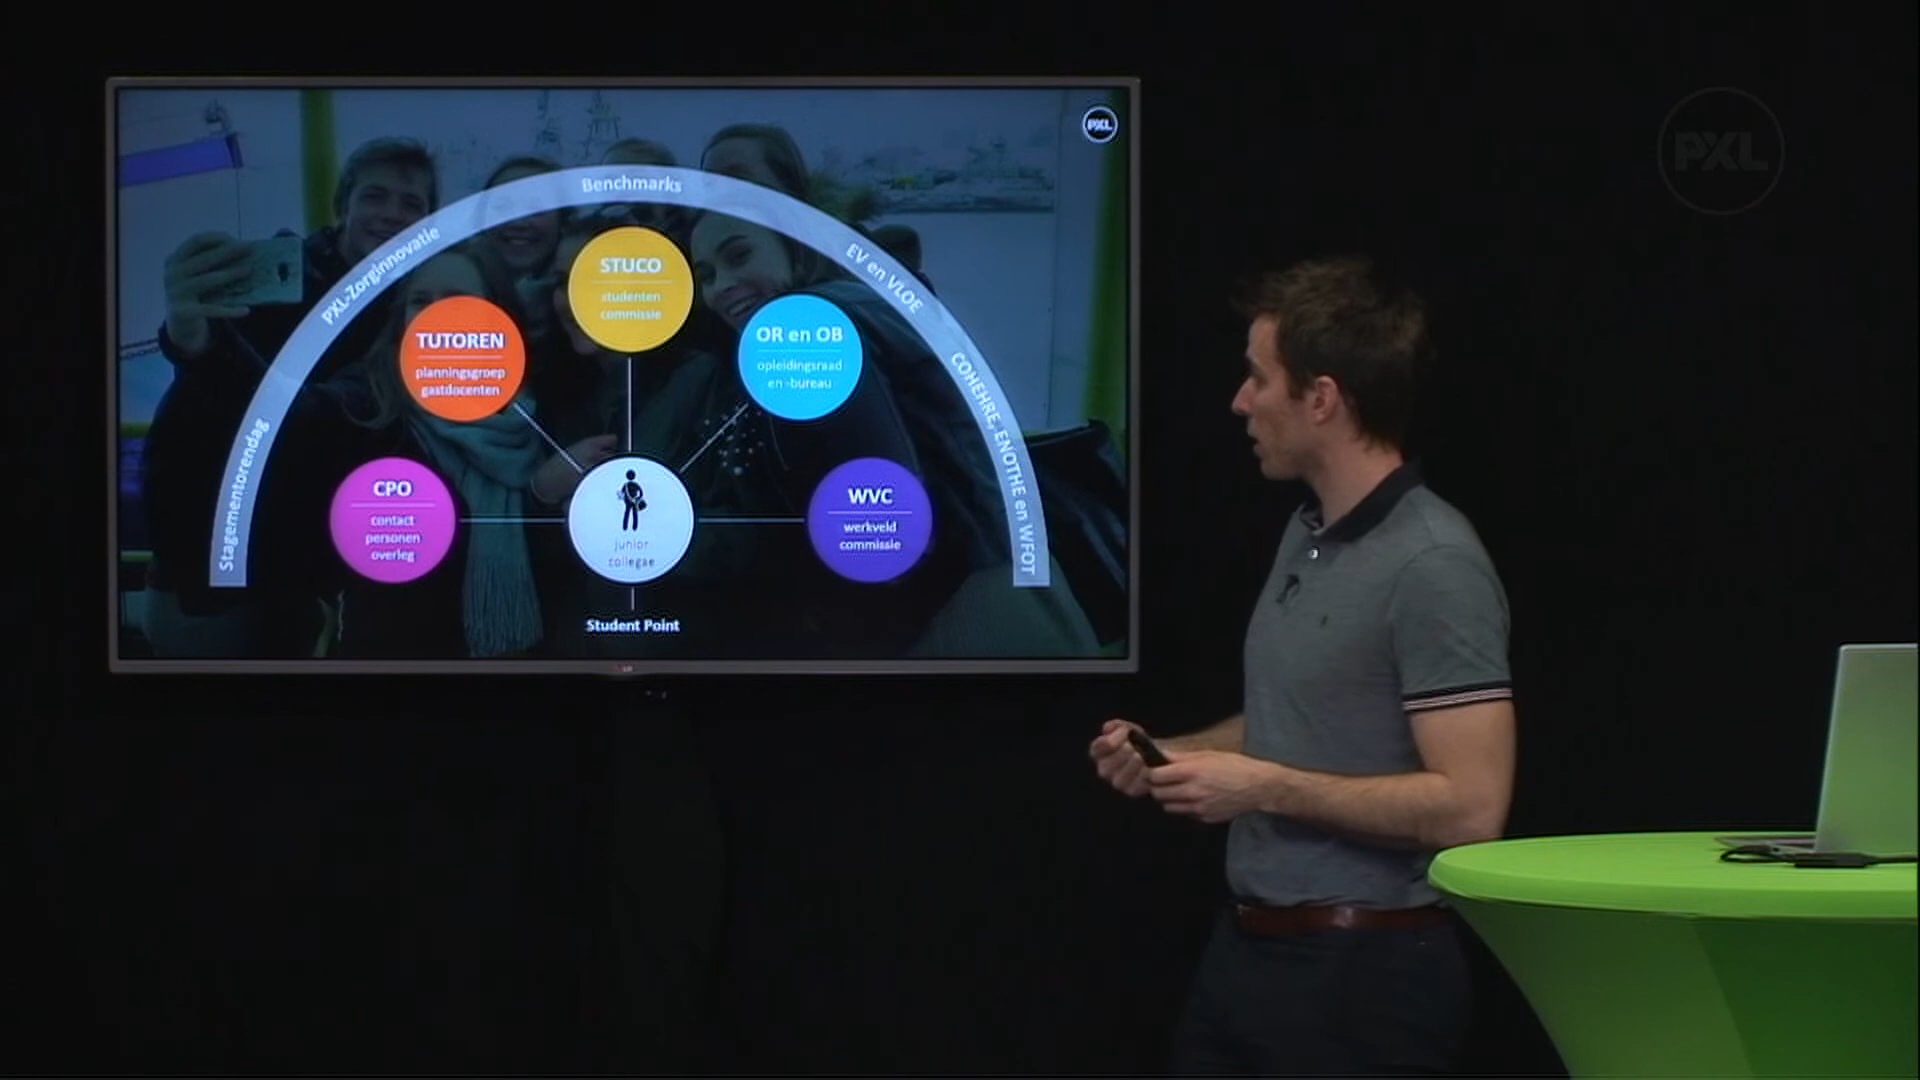 PXL
PXL
Benchmarks
PXL-Zorginnovatie
EV en VLOE
Stagementorendag
COHEHRE, ENOTHE en WFOT
STUCO
studenten
commissie
TUTOREN
planningsgroep
gastdocenten
OR en OB
opleidingsraad
en -bureau
CPO
contact
personen
overleg
junior
collegae
WVC
werkveld
commissie
Student Point
LG